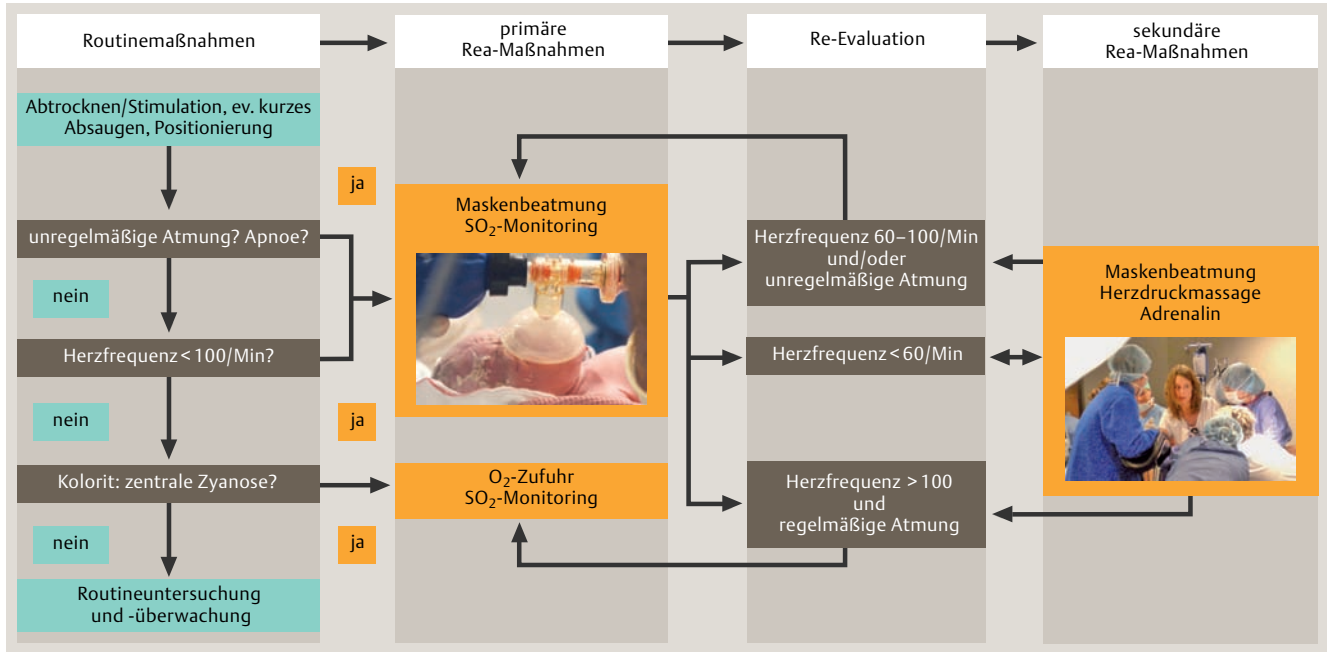 Routinemaßnahmen
primäre
Rea-Maßnahmen
Re-Evaluation
sekundäre
Rea-Maßnahmen
Abtrocknen/Stimulation, ev. kurzes
Absaugen, Positionierung
unregelmäßige Atmung? Apnoe?
nein
Herzfrequenz < 100/Min?
nein
Kolorit: zentrale Zyanose?
nein
Routineuntersuchung
und -überwachung
ja
ja
ja
Maskenbeatmung
SO₂-Monitoring
O₂-Zufuhr
SO₂-Monitoring
Herzfrequenz 60–100/Min
und/oder
unregelmäßige Atmung
Herzfrequenz < 60/Min
Herzfrequenz > 100
und
regelmäßige Atmung
Maskenbeatmung
Herzdruckmassage
Adrenalin